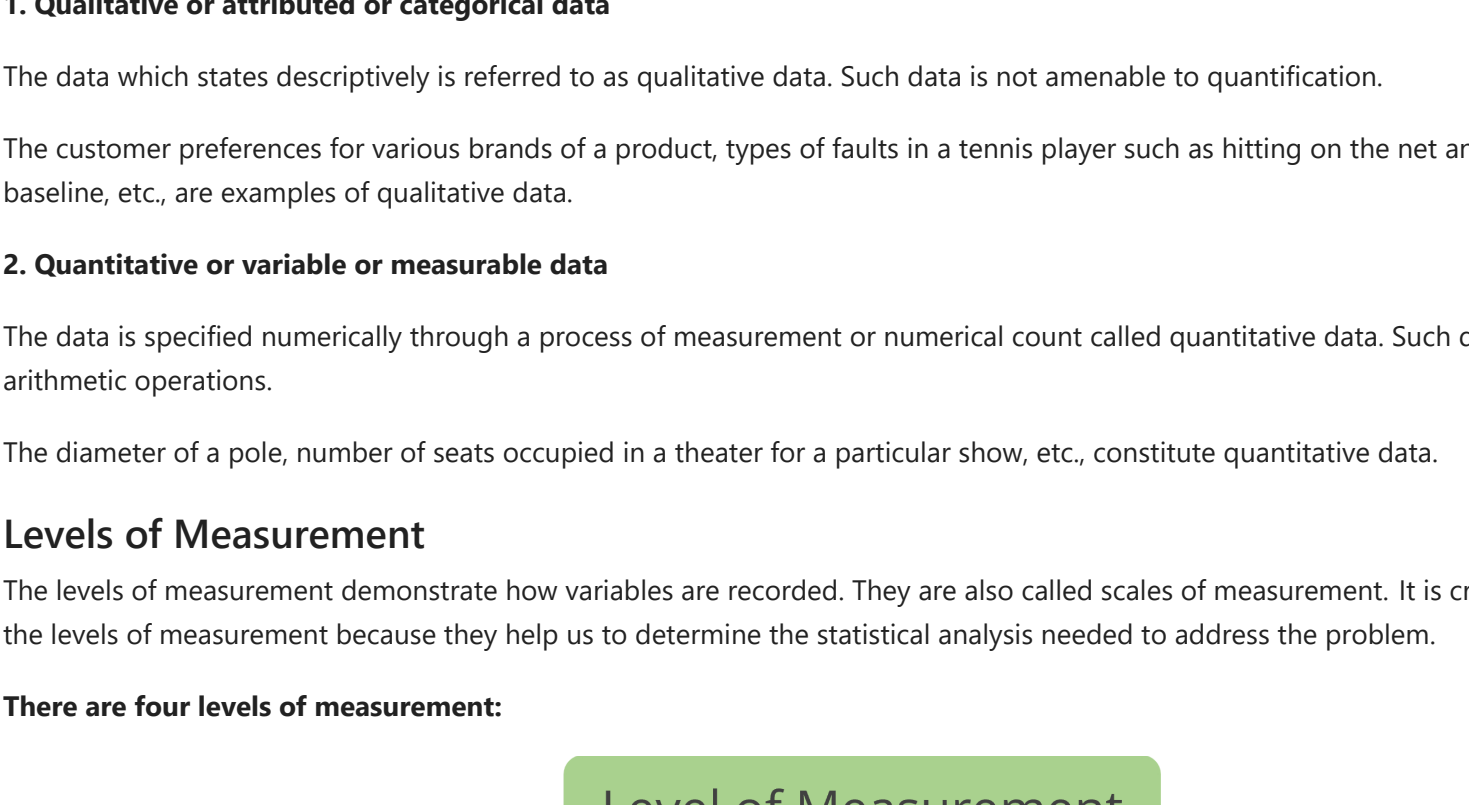 1. Qualitative or attributed or categorical data
The data which states descriptively is referred to as qualitative data. Such data is not amenable to quantification.
The customer preferences for various brands of a product, types of faults in a tennis player such as hitting on the net
baseline, etc., are examples of qualitative data.
2. Quantitative or variable or measurable data
The data is specified numerically through a process of measurement or numerical count called quantitative data. Such
arithmetic operations.
The diameter of a pole, number of seats occupied in a theater for a particular show, etc., constitute quantitative data.
Levels of Measurement
The levels of measurement demonstrate how variables are recorded. They are also called scales of measurement. It is
the levels of measurement because they help us to determine the statistical analysis needed to address the problem.
There are four levels of measurement:
Level of Measurement